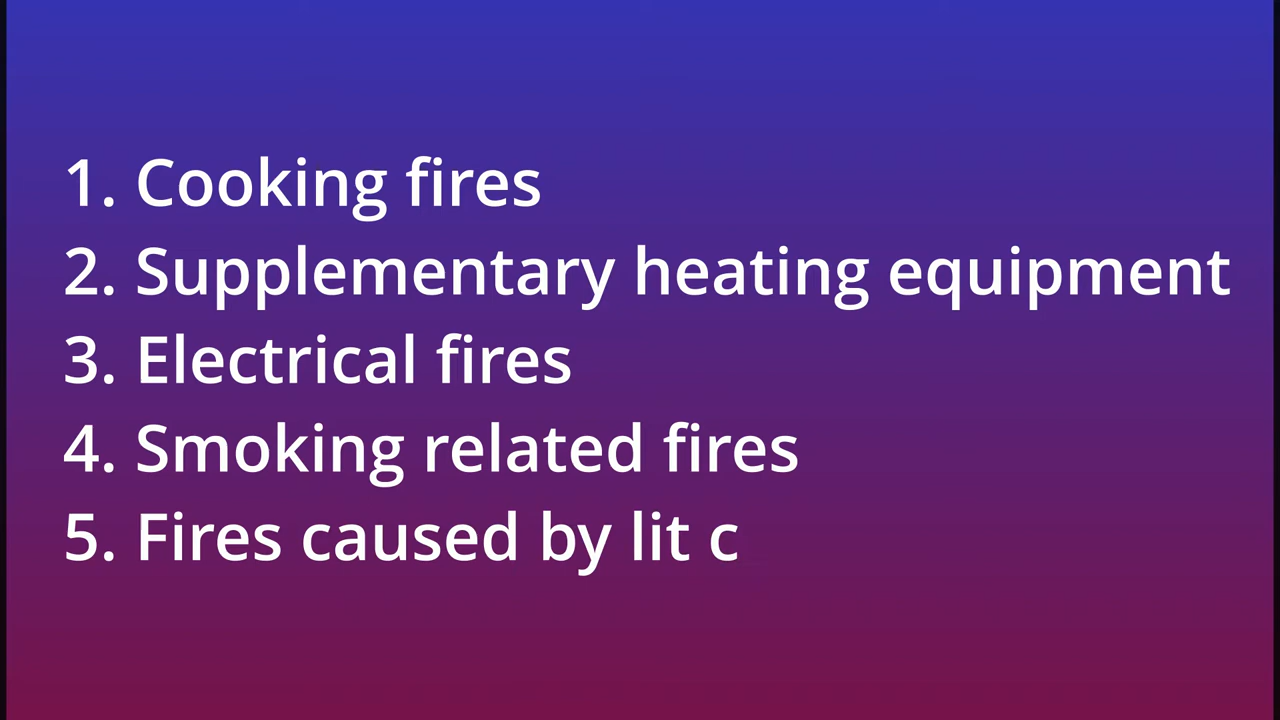 1. Cooking fires
2. Supplementary heating equipment
3. Electrical fires
4. Smoking related fires
5. Fires caused by lit c